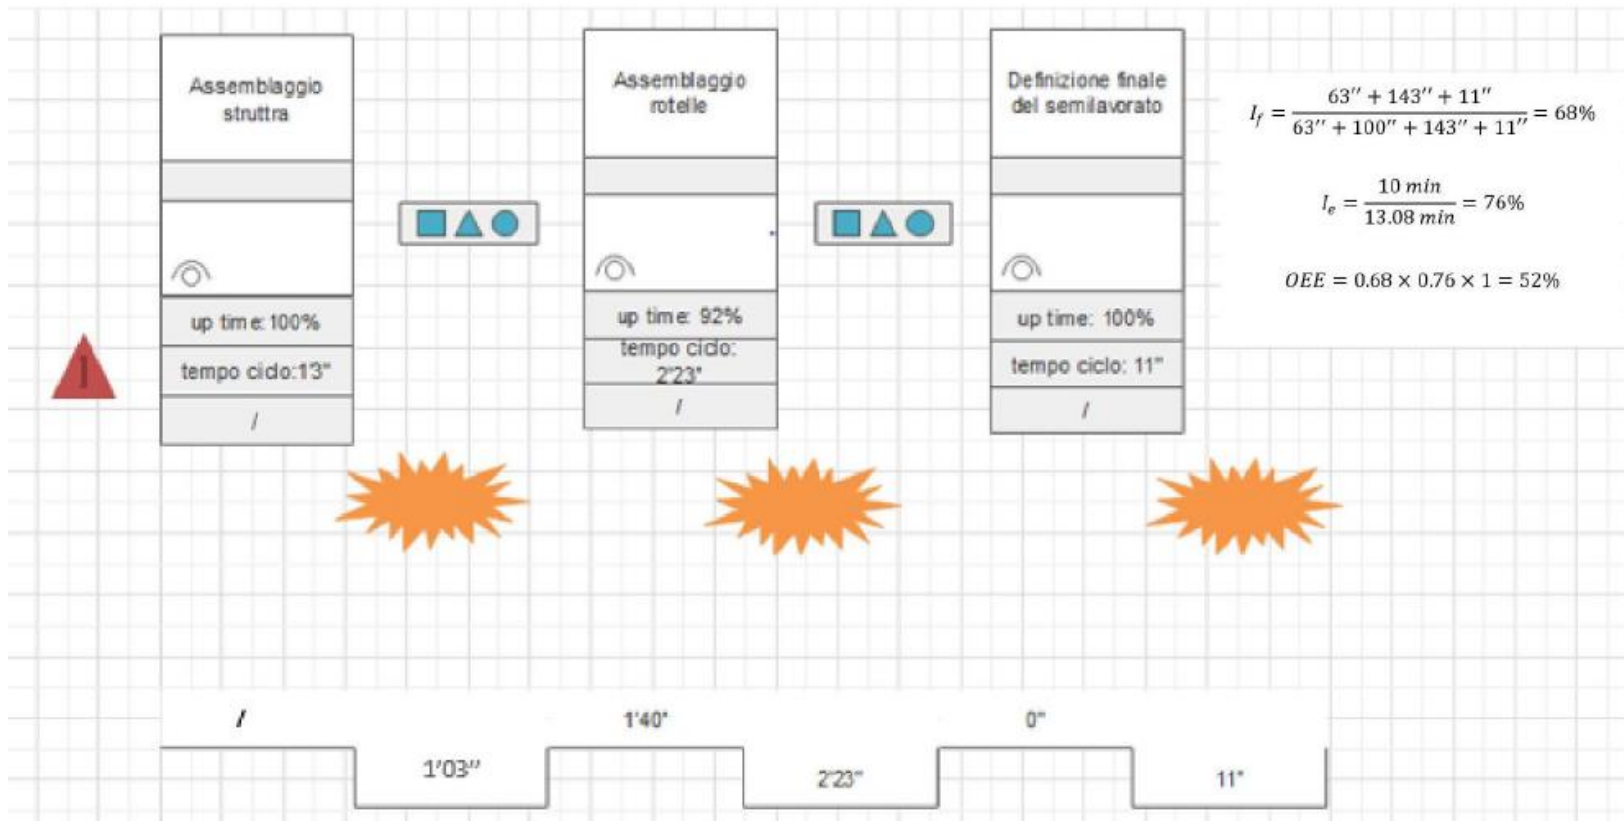 Assemblaggio
struttra
up time: 100%
tempo ciclo:1'3"
/
Assemblaggio
rotelle
up time: 92%
tempo ciclo:
2'23"
/
Definizione finale
del semilavorato
up time: 100%
tempo ciclo: 11"
/
I
I_f = (63'' + 143'' + 11'') / (63'' + 100'' + 143'' + 11'') = 68%
I_e = 10 min / 13.08 min = 76%
OEE = 0.68 × 0.76 × 1 = 52%
/
1'40"
0"
1'03''
2'23"
11"